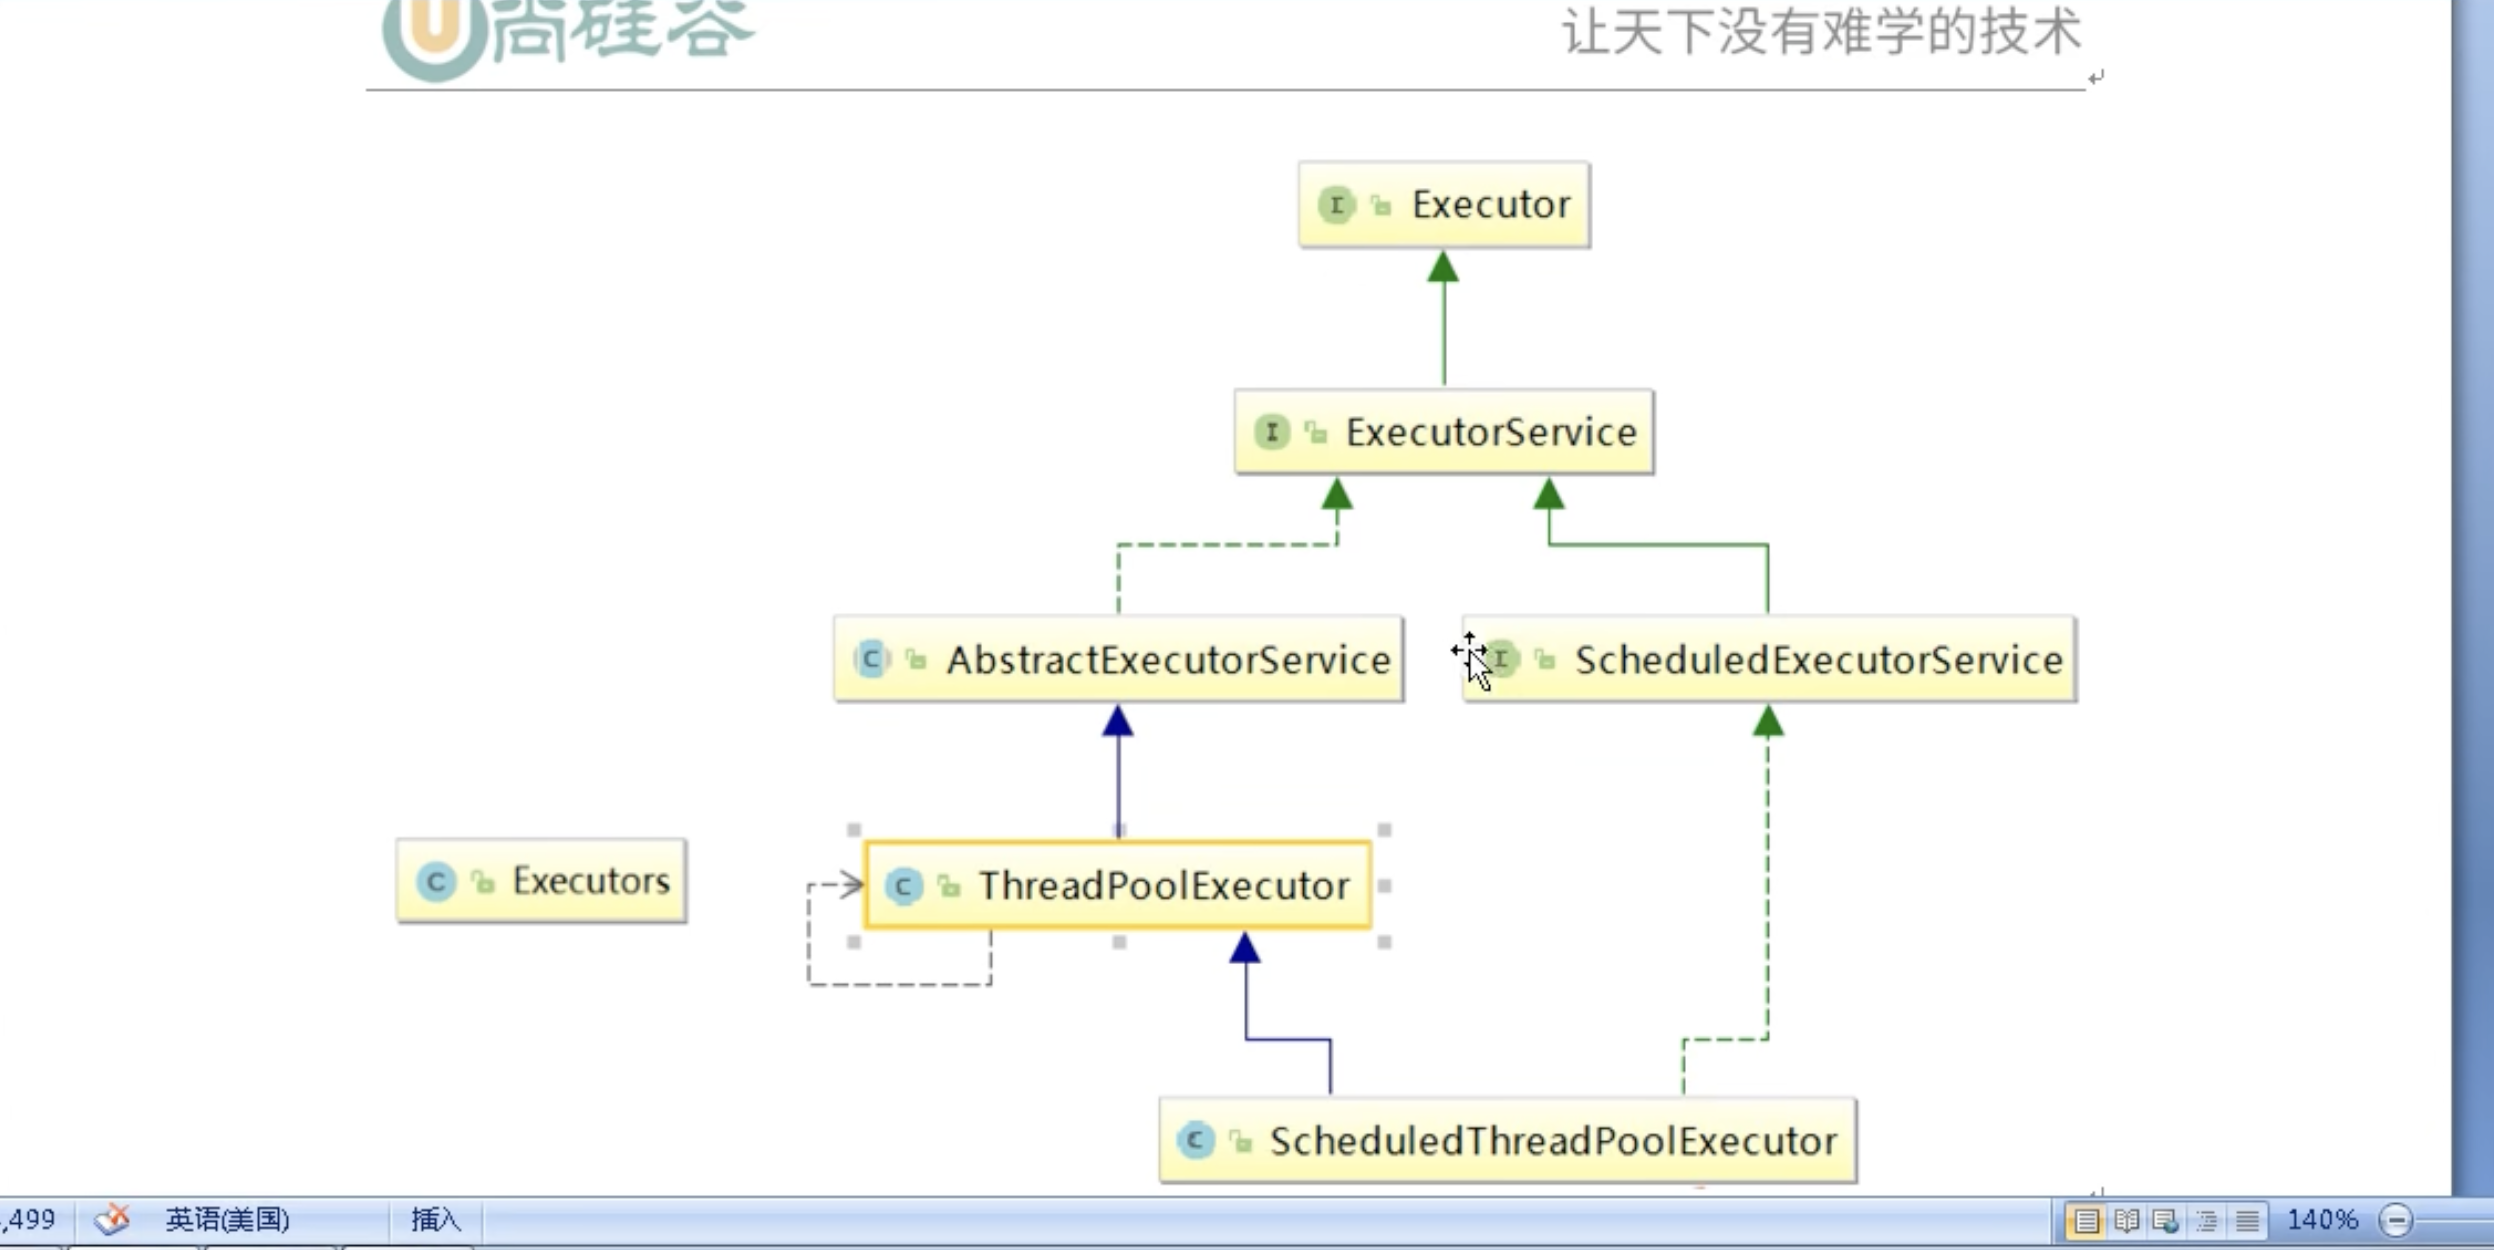 尚硅谷
让天下没有难学的技术
I Executor
I ExecutorService
C AbstractExecutorService
I ScheduledExecutorService
C Executors
C ThreadPoolExecutor
C ScheduledThreadPoolExecutor
,499 英语(美国) 插入 140%